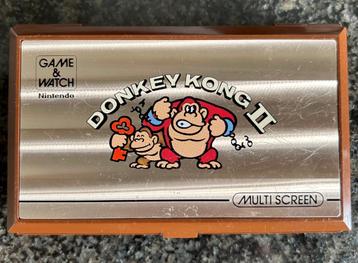 GAME
&
WATCH
Nintendo
DONKEY KONG II
MULTI SCREEN